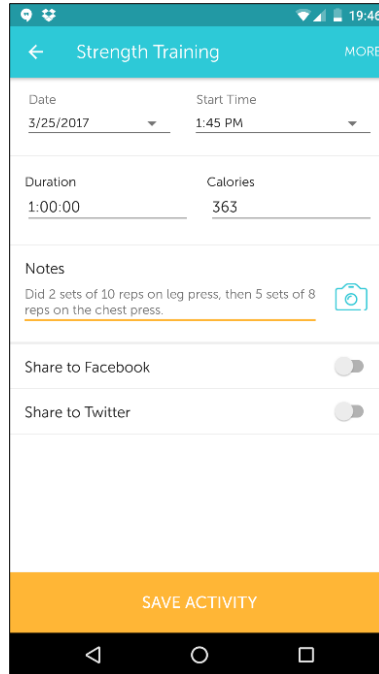 19:46
Strength Training MORE
Date Start Time
3/25/2017 1:45 PM
Duration Calories
1:00:00 363
Notes
Did 2 sets of 10 reps on leg press, then 5 sets of 8
reps on the chest press.
Share to Facebook
Share to Twitter
SAVE ACTIVITY